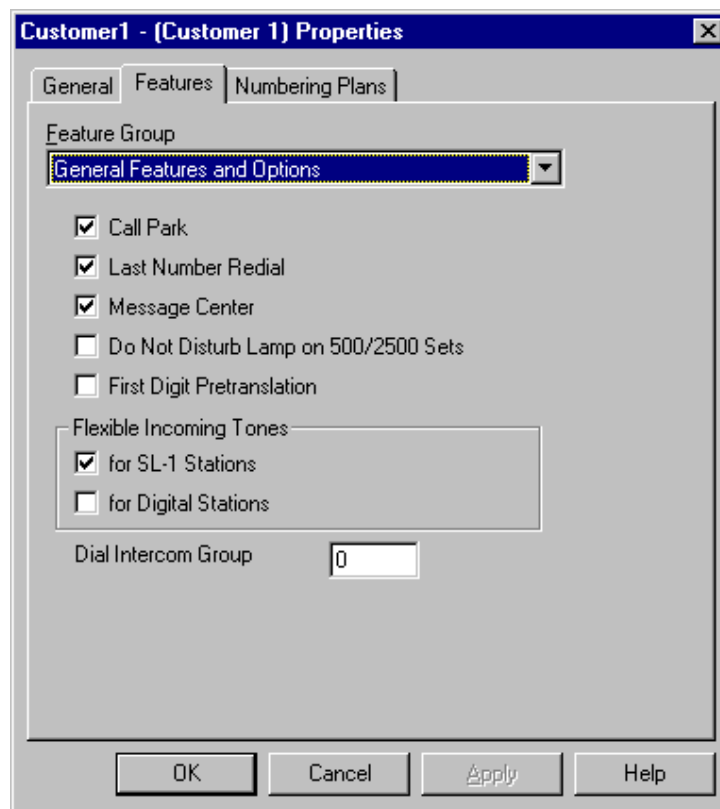 Customer1 - (Customer 1) Properties
General Features Numbering Plans
Feature Group
General Features and Options
Call Park
Last Number Redial
Message Center
Do Not Disturb Lamp on 500/2500 Sets
First Digit Pretranslation
Flexible Incoming Tones
for SL-1 Stations
for Digital Stations
Dial Intercom Group 0
OK Cancel Apply Help